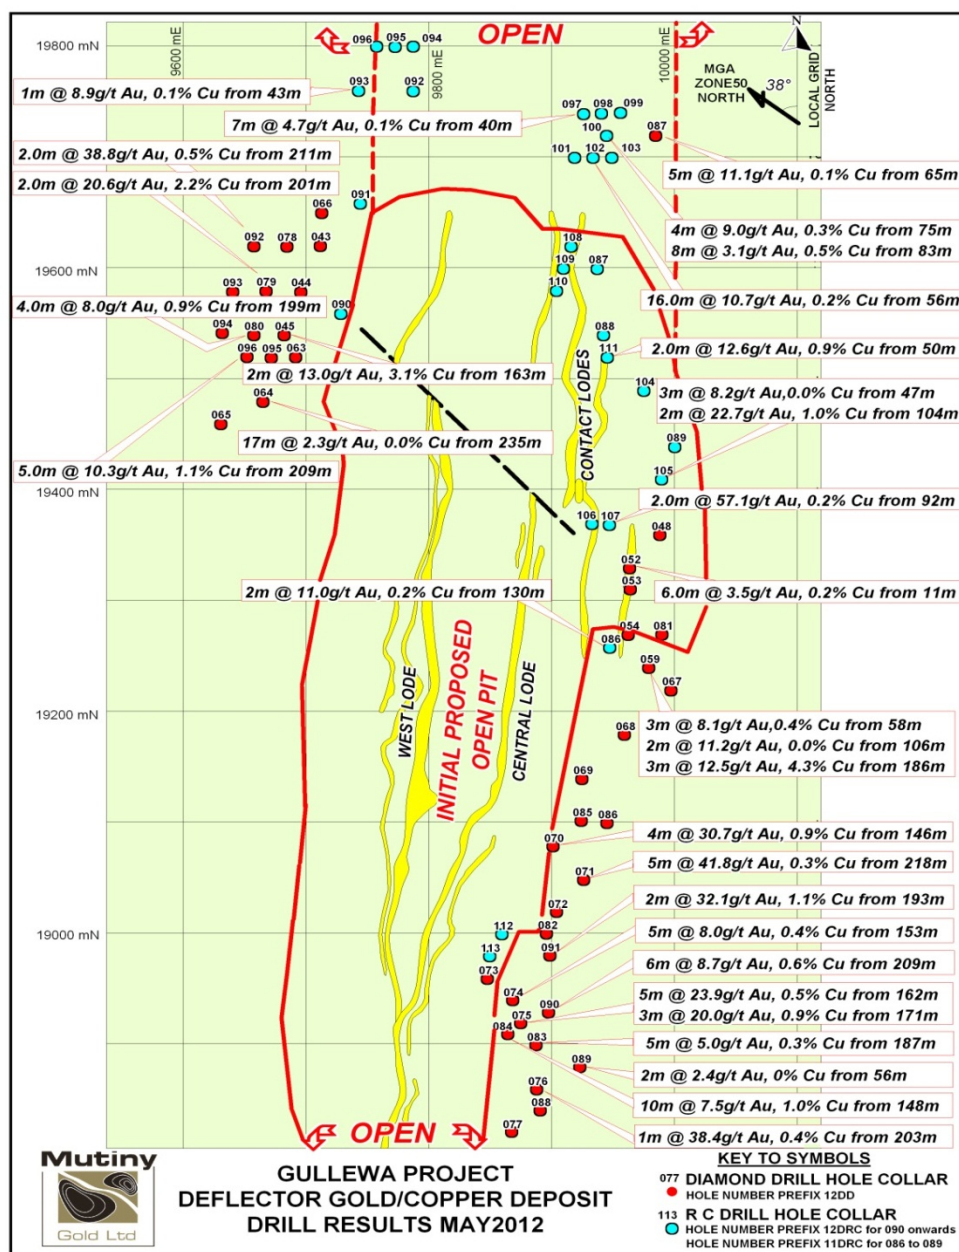 OPEN
19800 mN
9600 mE
096 095 094
9800 mE
10000 mE
N
LOCAL GRID
NORTH
MGA
ZONE50
NORTH
38°
093 092
1m @ 8.9g/t Au, 0.1% Cu from 43m
097 098 099
7m @ 4.7g/t Au, 0.1% Cu from 40m
100
087
2.0m @ 38.8g/t Au, 0.5% Cu from 211m
101 102 103
5m @ 11.1g/t Au, 0.1% Cu from 65m
2.0m @ 20.6g/t Au, 2.2% Cu from 201m
091
066
4m @ 9.0g/t Au, 0.3% Cu from 75m
8m @ 3.1g/t Au, 0.5% Cu from 83m
092 078 043
108
19600 mN
109 087
093 079 044
110
16.0m @ 10.7g/t Au, 0.2% Cu from 56m
4.0m @ 8.0g/t Au, 0.9% Cu from 199m
090
094 080 045
088
096 095 063
111
2.0m @ 12.6g/t Au, 0.9% Cu from 50m
2m @ 13.0g/t Au, 3.1% Cu from 163m
CONTACT LODES
104
3m @ 8.2g/t Au,0.0% Cu from 47m
2m @ 22.7g/t Au, 1.0% Cu from 104m
064
065
17m @ 2.3g/t Au, 0.0% Cu from 235m
089
5.0m @ 10.3g/t Au, 1.1% Cu from 209m
105
19400 mN
2.0m @ 57.1g/t Au, 0.2% Cu from 92m
106 107
048
052
053
2m @ 11.0g/t Au, 0.2% Cu from 130m
6.0m @ 3.5g/t Au, 0.2% Cu from 11m
054 081
086
059
067
WEST LODE
INITIAL PROPOSED
OPEN PIT
CENTRAL LODE
19200 mN
068
3m @ 8.1g/t Au,0.4% Cu from 58m
2m @ 11.2g/t Au, 0.0% Cu from 106m
3m @ 12.5g/t Au, 4.3% Cu from 186m
069
085 086
070
4m @ 30.7g/t Au, 0.9% Cu from 146m
071
5m @ 41.8g/t Au, 0.3% Cu from 218m
072
2m @ 32.1g/t Au, 1.1% Cu from 193m
19000 mN
112
082
5m @ 8.0g/t Au, 0.4% Cu from 153m
113
091
073
6m @ 8.7g/t Au, 0.6% Cu from 209m
074
090
5m @ 23.9g/t Au, 0.5% Cu from 162m
3m @ 20.0g/t Au, 0.9% Cu from 171m
075
084
083
5m @ 5.0g/t Au, 0.3% Cu from 187m
089
2m @ 2.4g/t Au, 0% Cu from 56m
076
088
10m @ 7.5g/t Au, 1.0% Cu from 148m
077
1m @ 38.4g/t Au, 0.4% Cu from 203m
OPEN
Mutiny
Gold Ltd
GULLEWA PROJECT
DEFLECTOR GOLD/COPPER DEPOSIT
DRILL RESULTS MAY2012
KEY TO SYMBOLS
077 DIAMOND DRILL HOLE COLLAR
HOLE NUMBER PREFIX 12DD
113 R C DRILL HOLE COLLAR
HOLE NUMBER PREFIX 12DRC for 090 onwards
HOLE NUMBER PREFIX 11DRC for 086 to 089